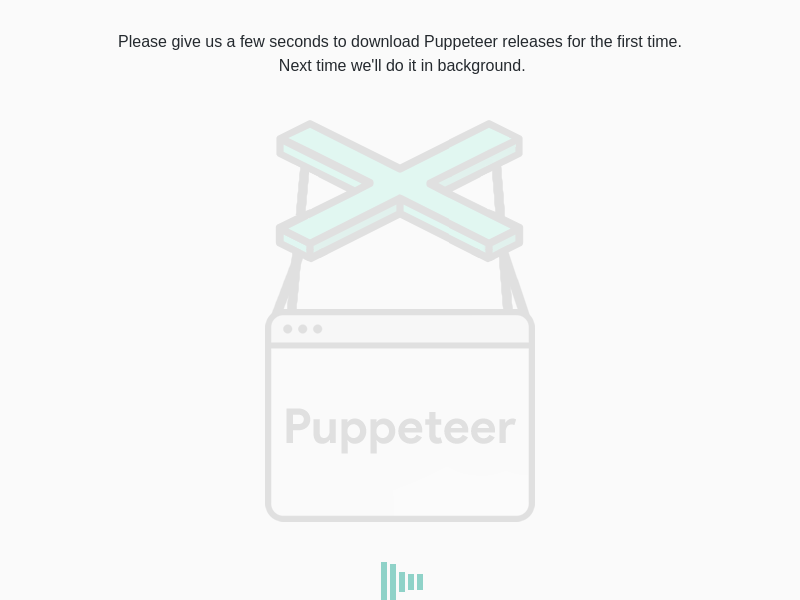 Please give us a few seconds to download Puppeteer releases for the first time.
Next time we'll do it in background.
Puppeteer